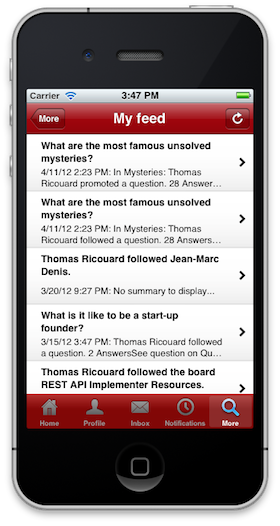 Carrier 3:47 PM
More My feed
What are the most famous unsolved
mysteries?
4/11/12 2:23 PM: In Mysteries: Thomas
Ricouard promoted a question. 28 Answer...
What are the most famous unsolved
mysteries?
4/11/12 2:23 PM: In Mysteries: Thomas
Ricouard followed a question. 28 Answers...
Thomas Ricouard followed Jean-Marc
Denis.
3/20/12 9:27 PM: No summary to display...
What is it like to be a start-up
founder?
3/15/12 3:47 PM: Thomas Ricouard followed
a question. 2 AnswersSee question on Qu...
Thomas Ricouard followed the board
REST API Implementer Resources.
Home Profile Inbox Notifications More